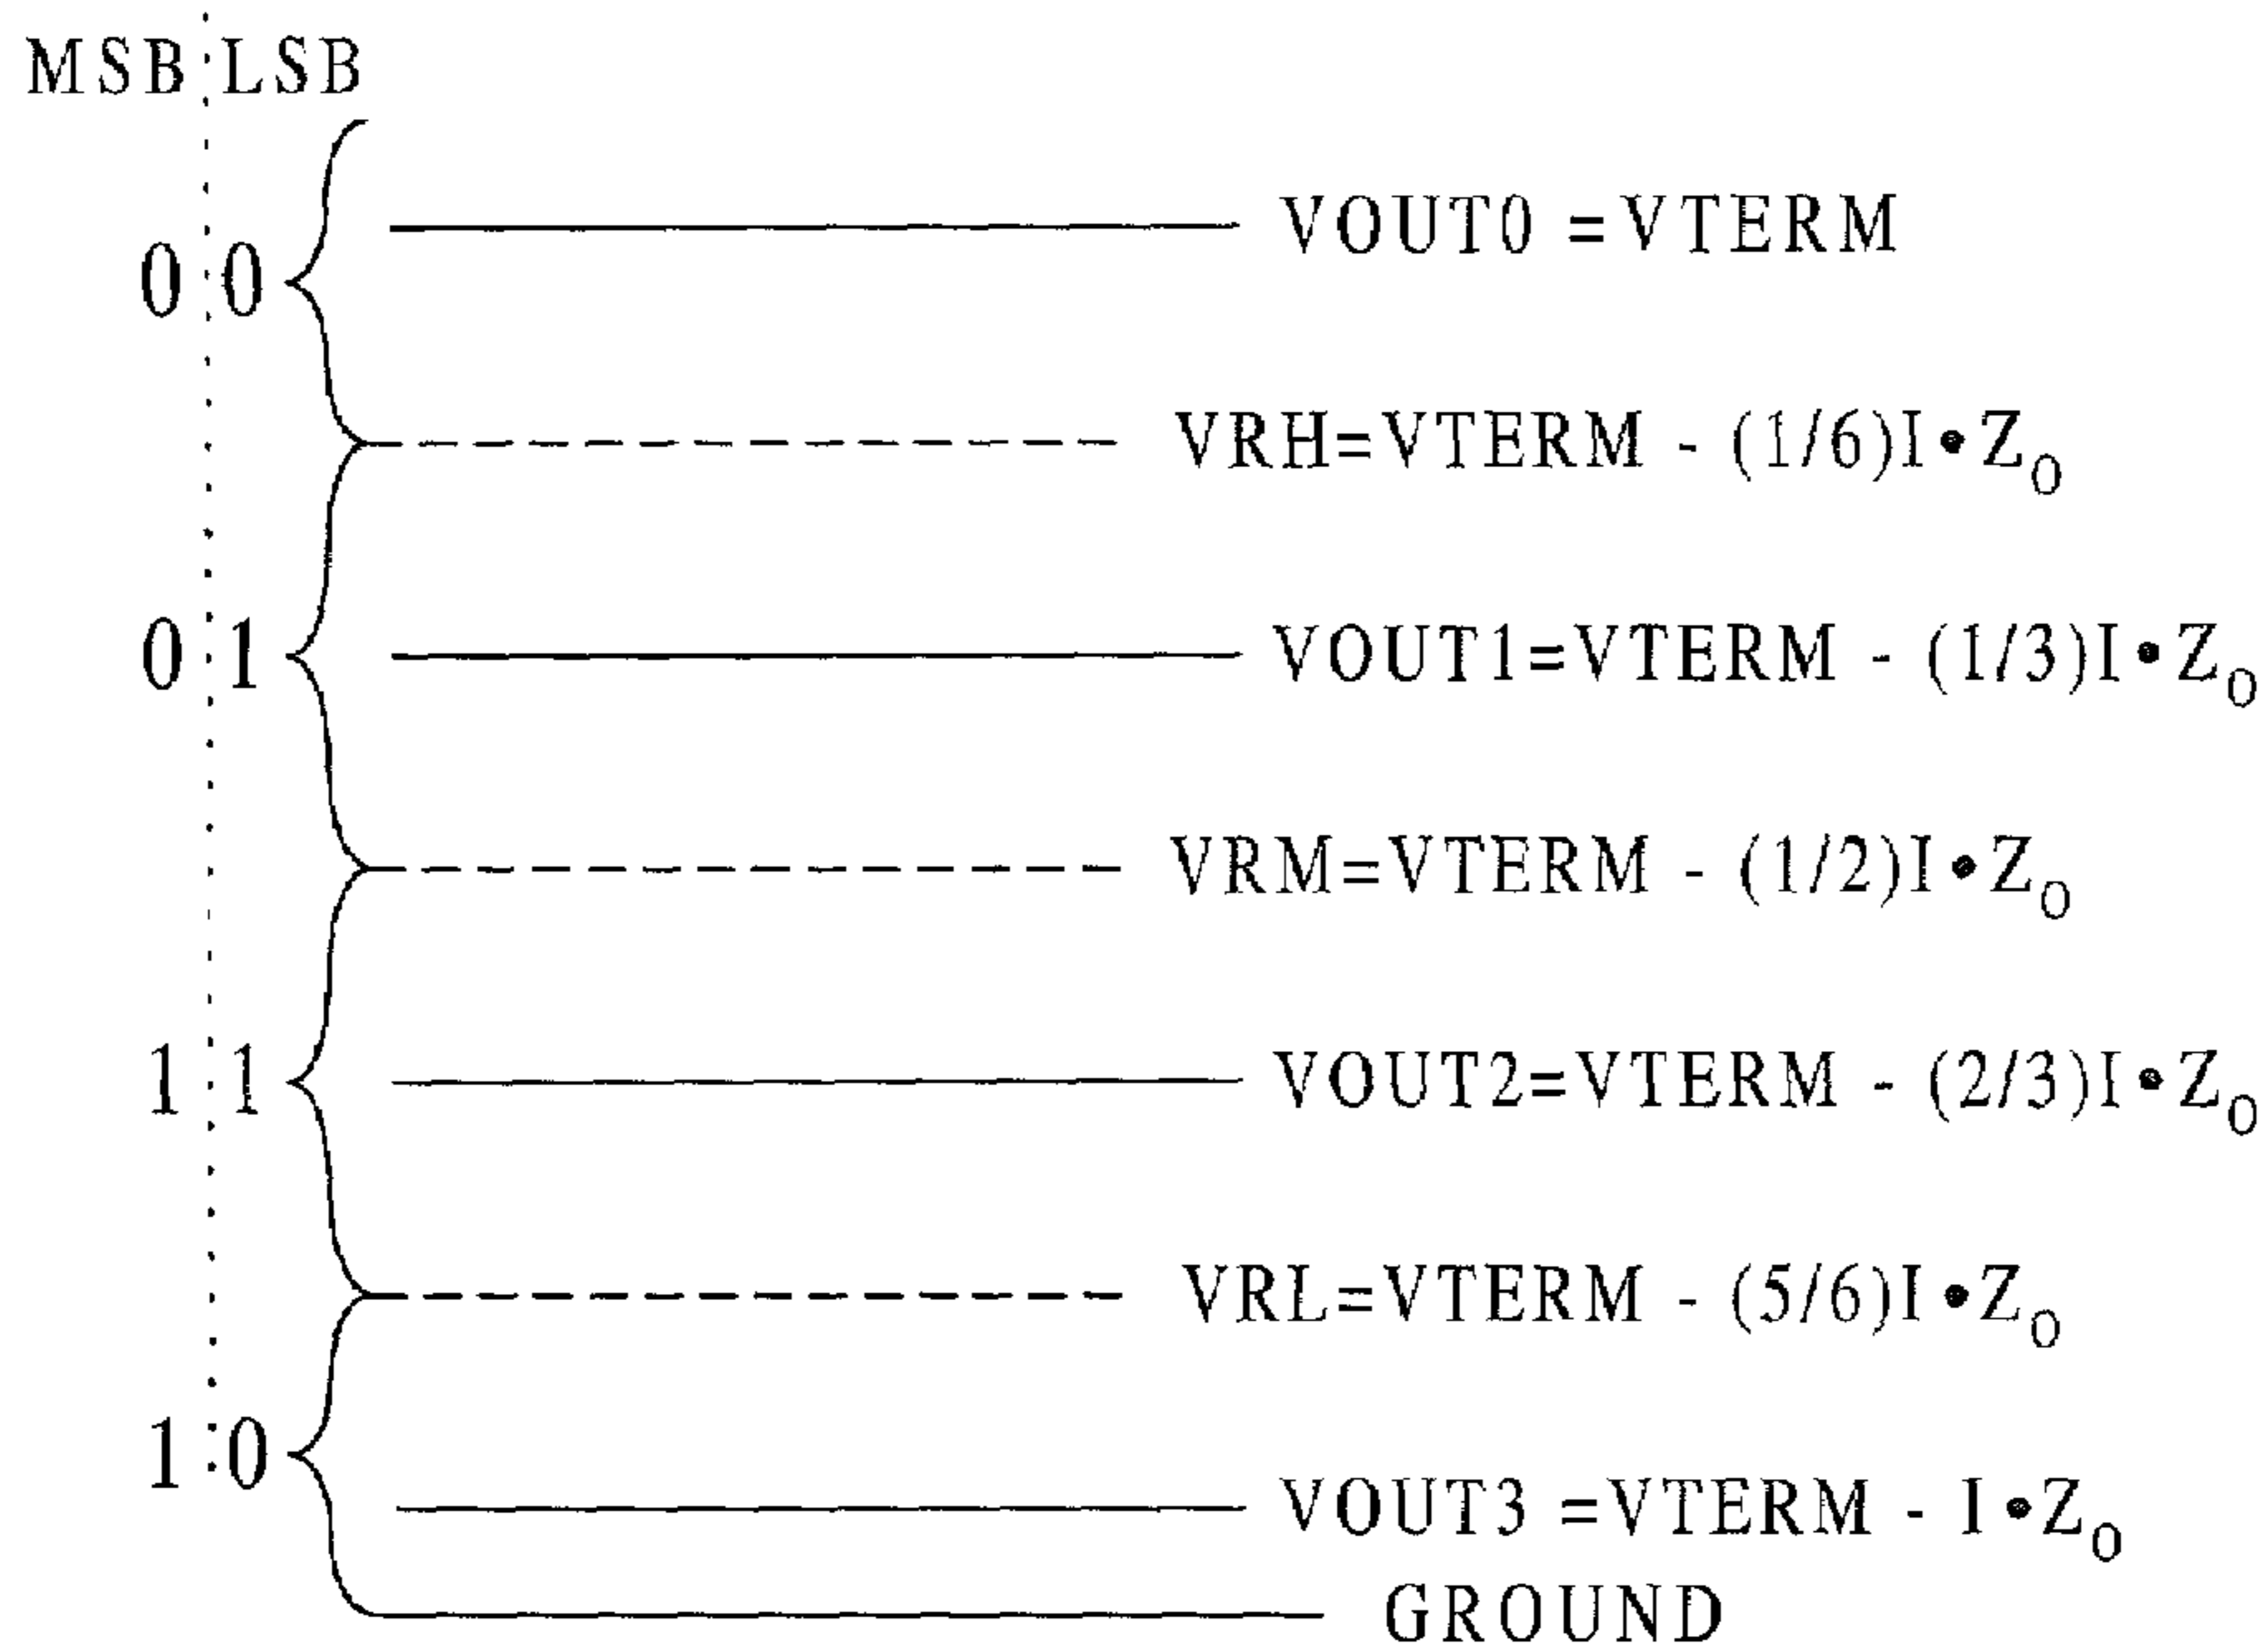 MSB LSB
VOUT0 =VTERM
0 0
VRH=VTERM - (1/6)I•Z₀
0 1
VOUT1=VTERM - (1/3)I•Z₀
VRM=VTERM - (1/2)I•Z₀
1 1
VOUT2=VTERM - (2/3)I•Z₀
VRL=VTERM - (5/6)I•Z₀
1 0
VOUT3 =VTERM - I•Z₀
GROUND